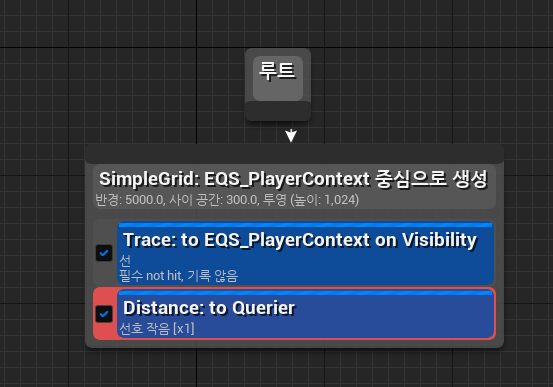 루트
SimpleGrid: EQS_PlayerContext 중심으로 생성
반경: 5000.0, 사이 공간: 300.0, 투영 (높이: 1,024)
Trace: to EQS_PlayerContext on Visibility
선
필수 not hit, 기록 않음
Distance: to Querier
선호 작음 [x1]